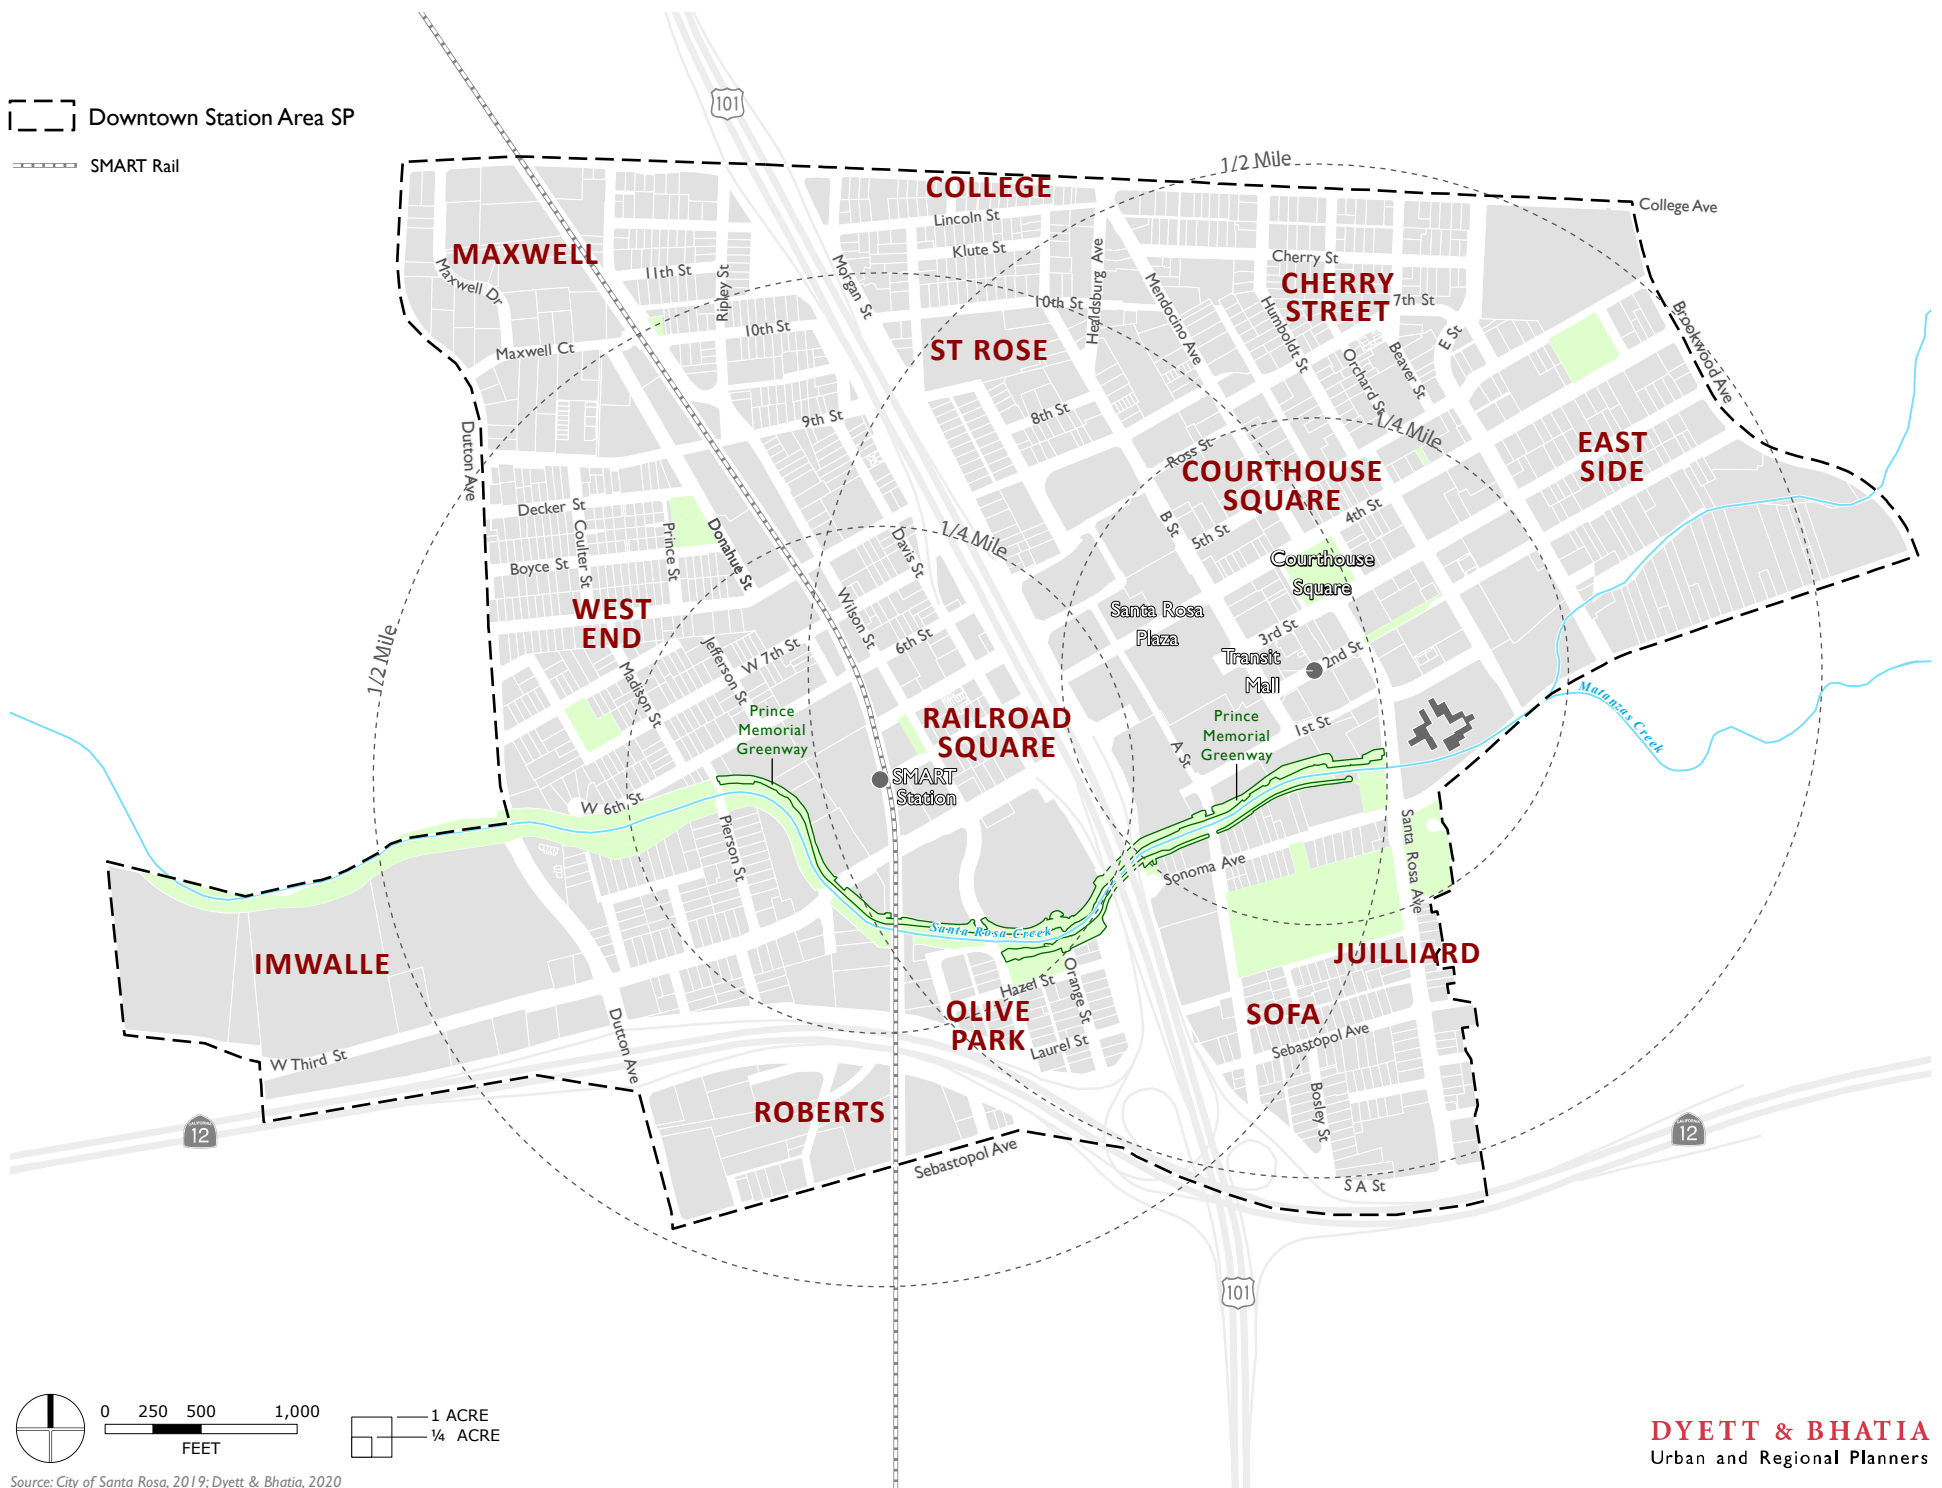 101
Downtown Station Area SP
SMART Rail
1/2 Mile
College Ave
COLLEGE
Lincoln St
Klute St
MAXWELL
Maxwell Dr
11th St
Ripley St
Morgan St
Healdsburg Ave
Mendocino Ave
Cherry St
CHERRY
STREET
7th St
Humboldt St
10th St
10th St
Maxwell Ct
ST ROSE
Orchard St
Beaver St
E St
Brookwood Ave
9th St
8th St
1/4 Mile
Dutton Ave
Ross St
COURTHOUSE
SQUARE
EAST
SIDE
Decker St
Coulter St
Prince St
Donahue St
Boyce St
1/4 Mile
Davis St
B St
5th St
4th St
Courthouse
Square
WEST
END
Wilson St
6th St
Santa Rosa
Plaza
3rd St
2nd St
Transit
Mall
1/2 Mile
Jefferson St
W 7th St
Madison St
Prince
Memorial
Greenway
RAILROAD
SQUARE
Prince
Memorial
Greenway
1st St
A St
Matanzas Creek
SMART
Station
W 6th St
Pierson St
Sonoma Ave
Santa Rosa Ave
Santa Rosa Creek
IMWALLE
JUILLIARD
Hazel St
Orange St
OLIVE
PARK
SOFA
Sebastopol Ave
Laurel St
W Third St
Dutton Ave
ROBERTS
Bosley St
CALIFORNIA
12
CALIFORNIA
12
Sebastopol Ave
S A St
101
0 250 500 1,000
FEET
1 ACRE
¼ ACRE
DYETT & BHATIA
Urban and Regional Planners
Source: City of Santa Rosa, 2019; Dyett & Bhatia, 2020